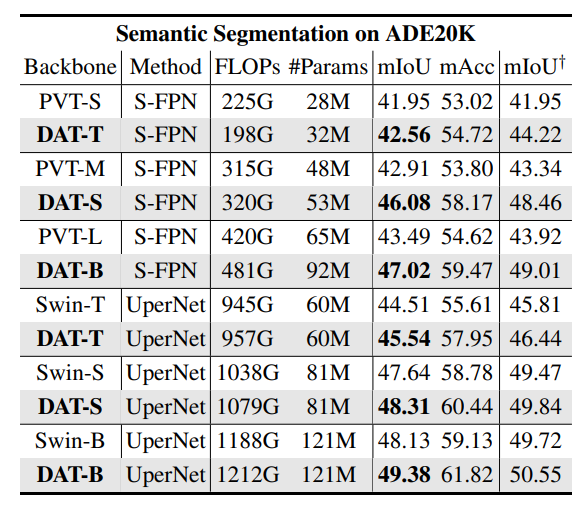 Semantic Segmentation on ADE20K
Backbone Method FLOPs #Params mIoU mAcc mIoU†
PVT-S S-FPN 225G 28M 41.95 53.02 41.95
DAT-T S-FPN 198G 32M 42.56 54.72 44.22
PVT-M S-FPN 315G 48M 42.91 53.80 43.34
DAT-S S-FPN 320G 53M 46.08 58.17 48.46
PVT-L S-FPN 420G 65M 43.49 54.62 43.92
DAT-B S-FPN 481G 92M 47.02 59.47 49.01
Swin-T UperNet 945G 60M 44.51 55.61 45.81
DAT-T UperNet 957G 60M 45.54 57.95 46.44
Swin-S UperNet 1038G 81M 47.64 58.78 49.47
DAT-S UperNet 1079G 81M 48.31 60.44 49.84
Swin-B UperNet 1188G 121M 48.13 59.13 49.72
DAT-B UperNet 1212G 121M 49.38 61.82 50.55